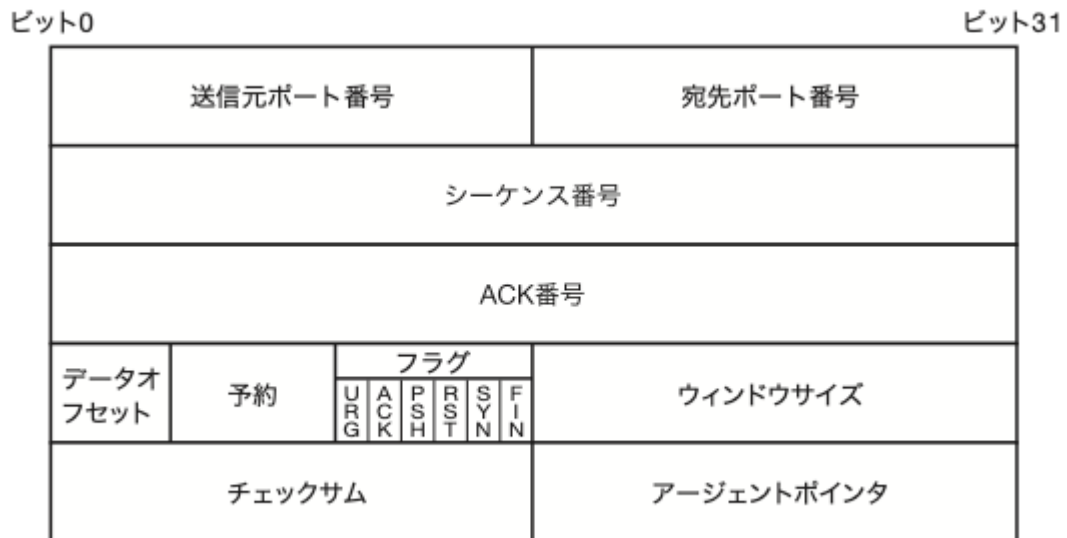 ビット0 ビット31
送信元ポート番号 宛先ポート番号
シーケンス番号
ACK番号
データオ
フセット
予約
フラグ
URG ACK PSH RST SYN FIN
ウィンドウサイズ
チェックサム アージェントポインタ